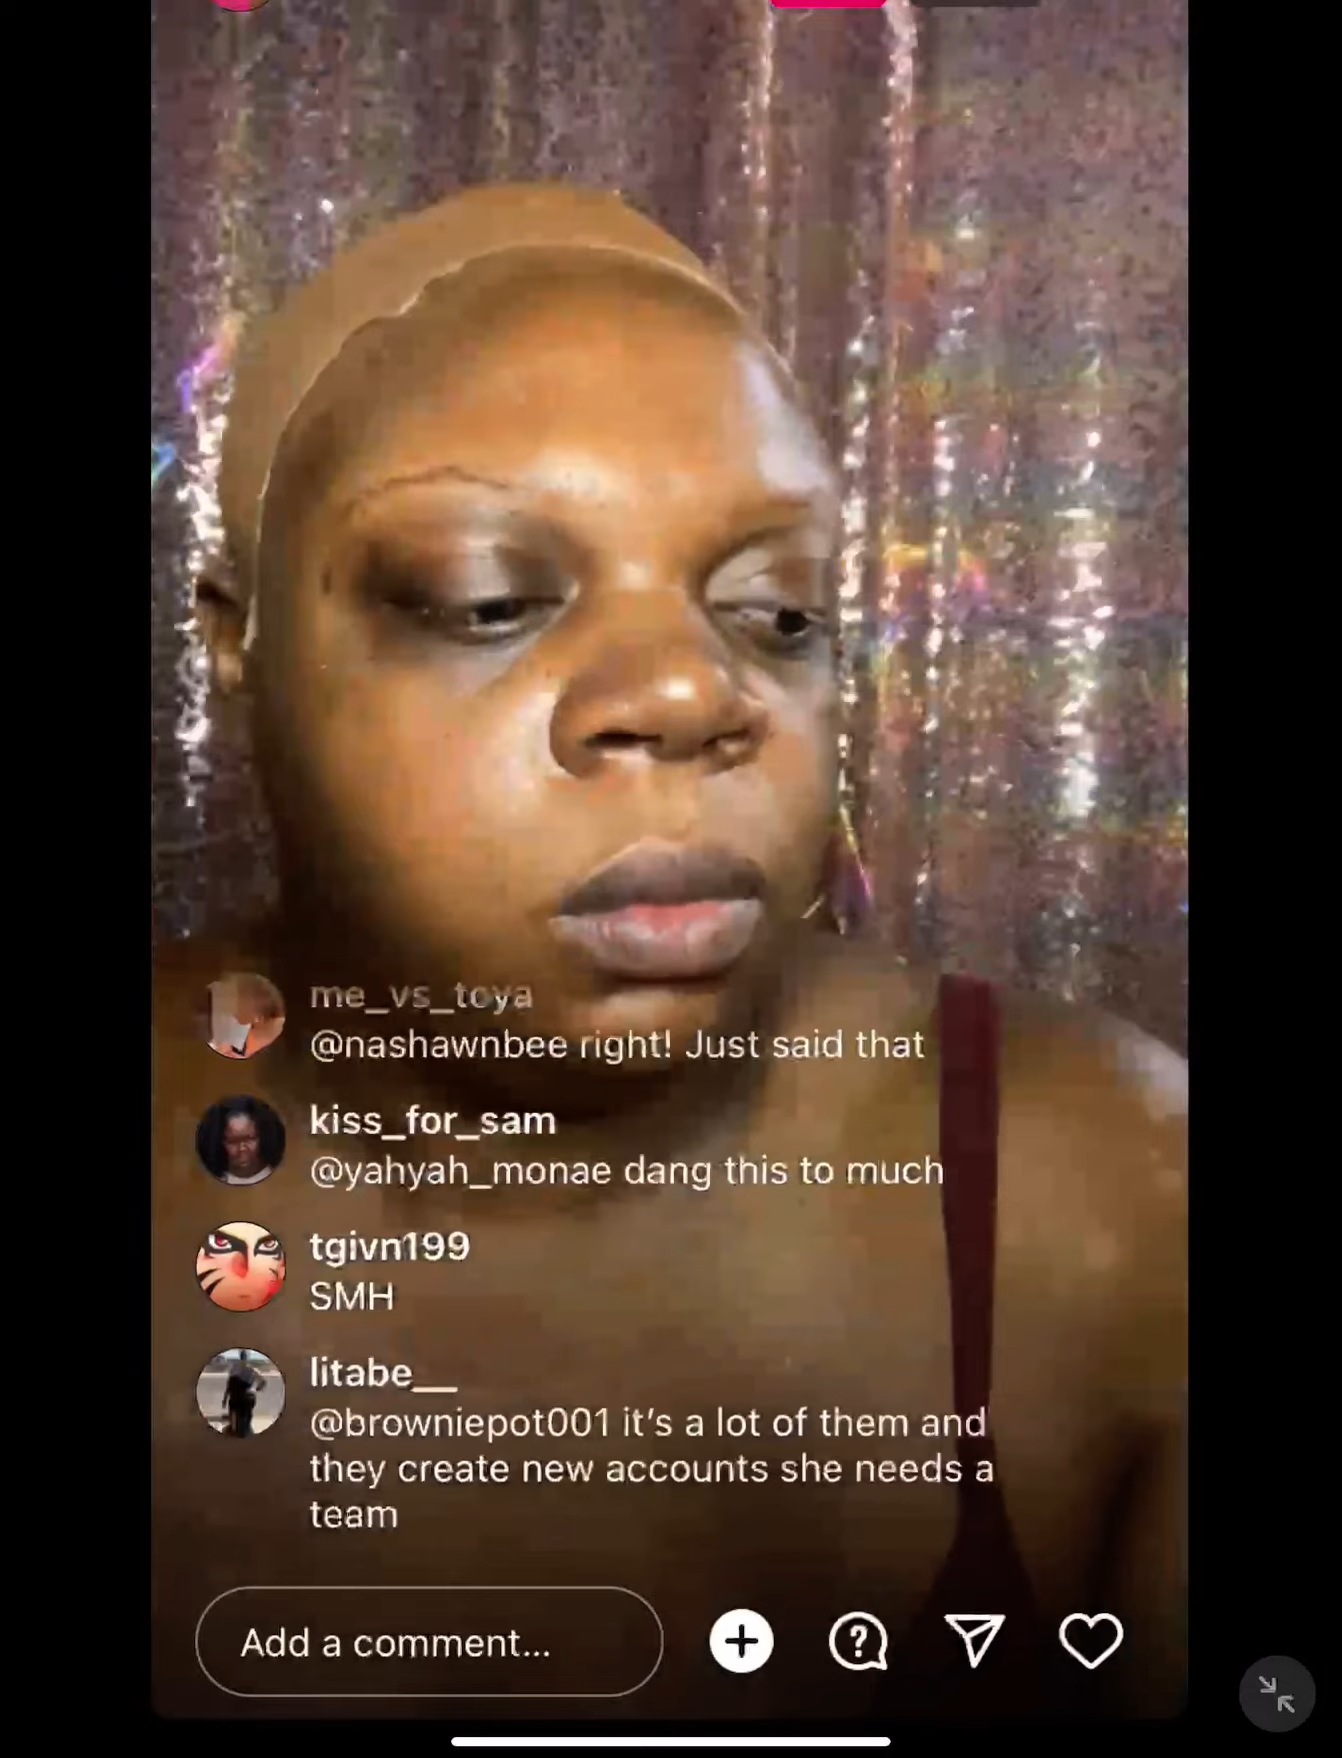 me_vs_toya
@nashawnbee right! Just said that
kiss_for_sam
@yahyah_monae dang this to much
tgivn199
SMH
litabe__
@browniepot001 it's a lot of them and
they create new accounts she needs a
team
Add a comment...